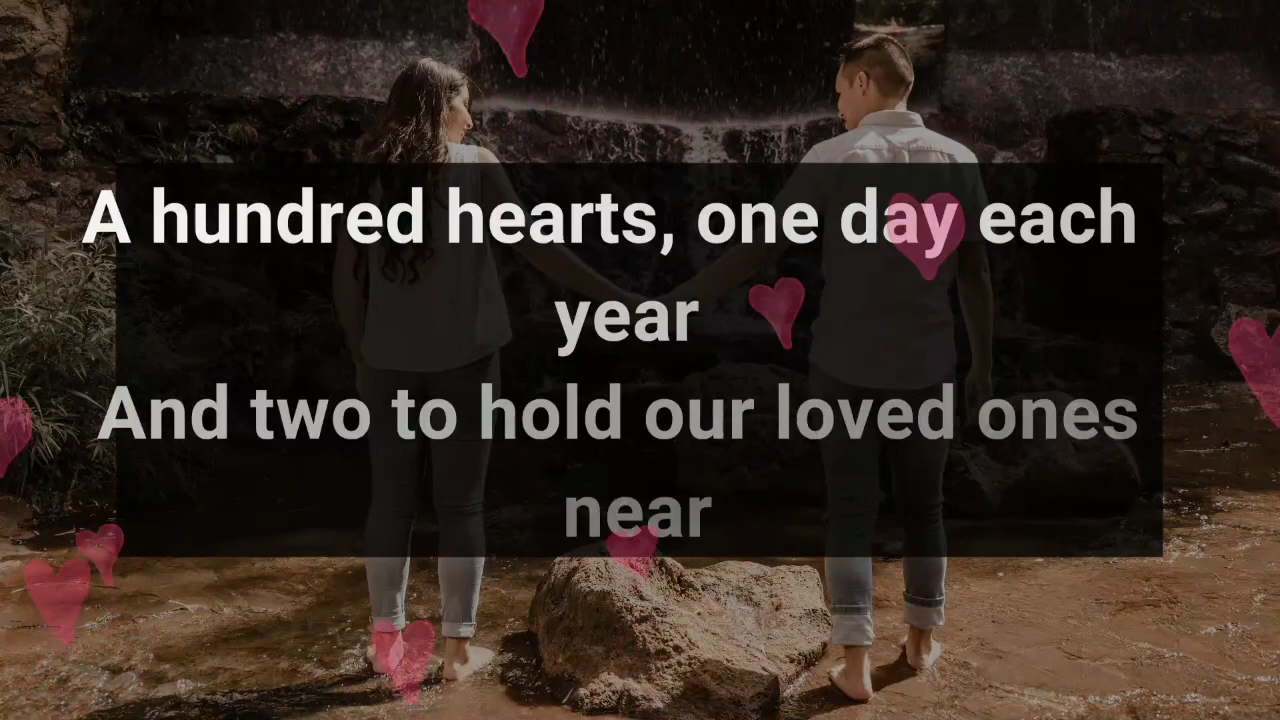 A hundred hearts, one day each
year
And two to hold our loved ones
near